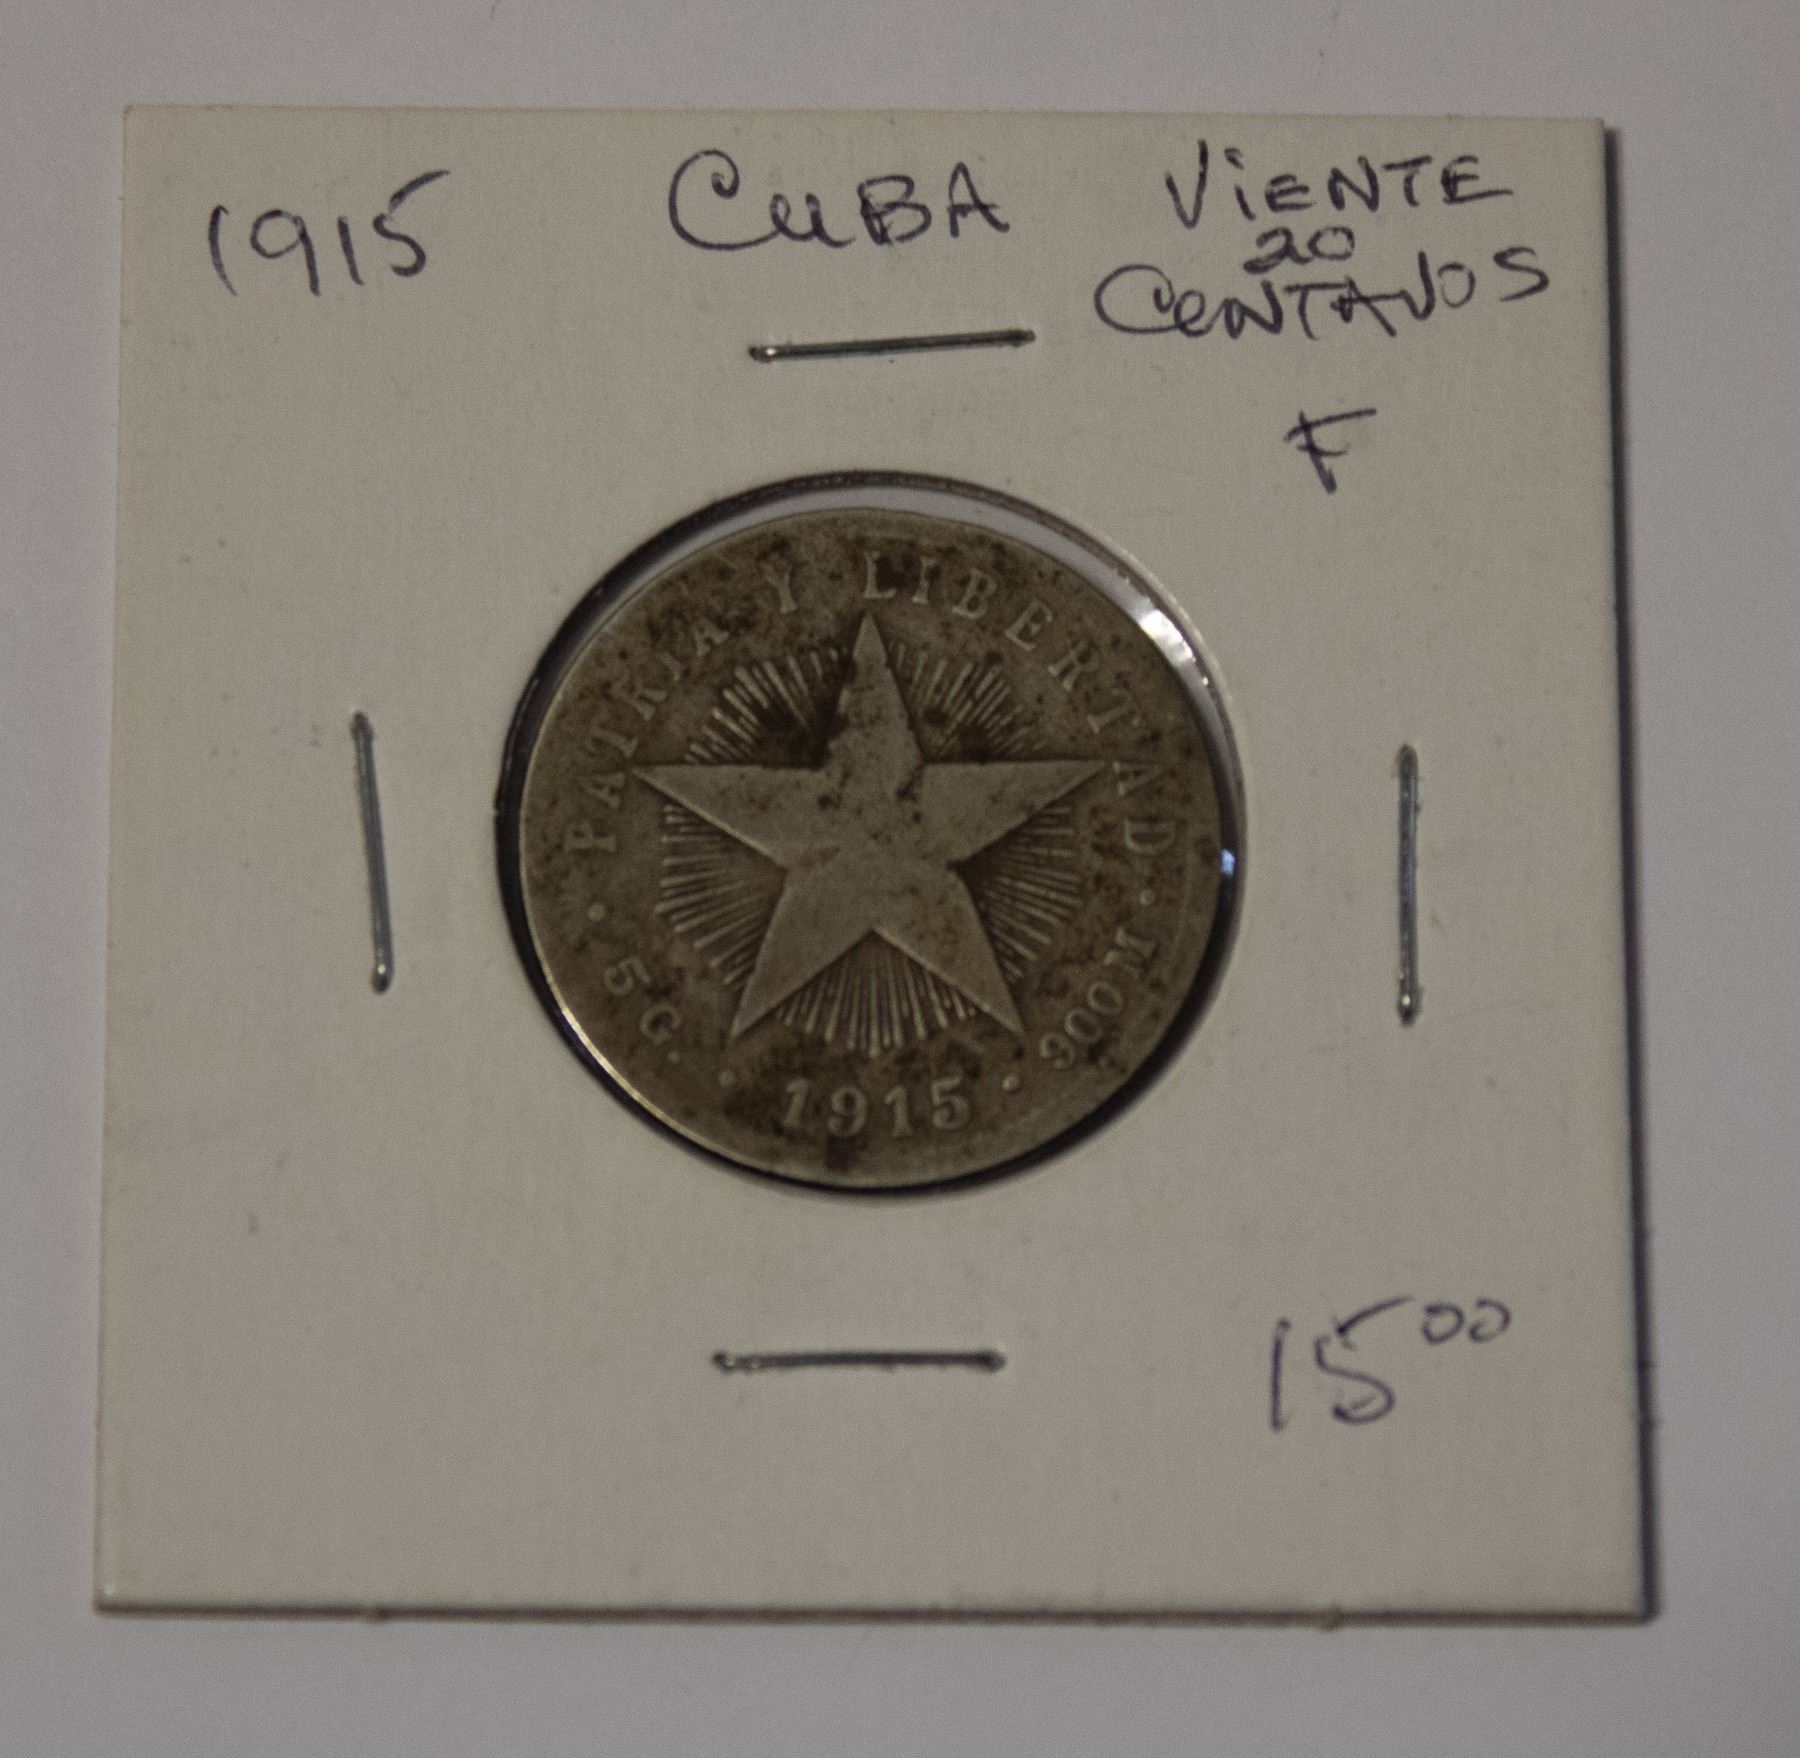 1915 CUBA VIENTE
20
CENTAVOS
F
PATRIA Y LIBERTAD
5 G. 1915 900 M
15 00